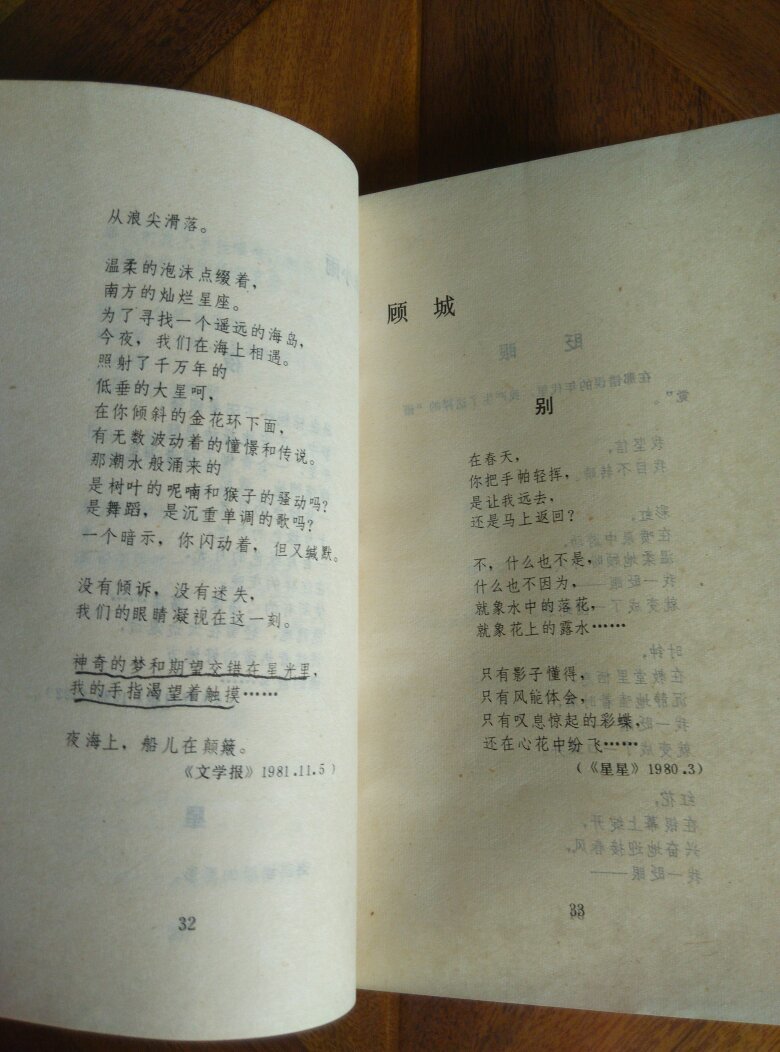 从浪尖滑落。
温柔的泡沫点缀着，
南方的灿烂星座。
为了寻找一个遥远的海岛，
今夜，我们在海上相遇。
照射了千万年的
低垂的大星呵，
在你倾斜的金花环下面，
有无数波动着的憧憬和传说。
那潮水般涌来的
是树叶的呢喃和猴子的骚动吗？
是舞蹈，是沉重单调的歌吗？
一个暗示，你闪动着，但又缄默。
没有倾诉，没有迷失，
我们的眼睛凝视在这一刻。
神奇的梦和期望交错在星光里，
我的手指渴望着触摸……
夜海上，船儿在颠簸。
《文学报》1981.11.5）
32
顾城
别
在春天，
你把手帕轻挥，
是让我远去，
还是马上返回？
不，什么也不是，
什么也不因为，
就象水中的落花，
就象花上的露水……
只有影子懂得，
只有风能体会，
只有叹息惊起的彩蝶，
还在心花中纷飞……
（《星星》1980.3）
33